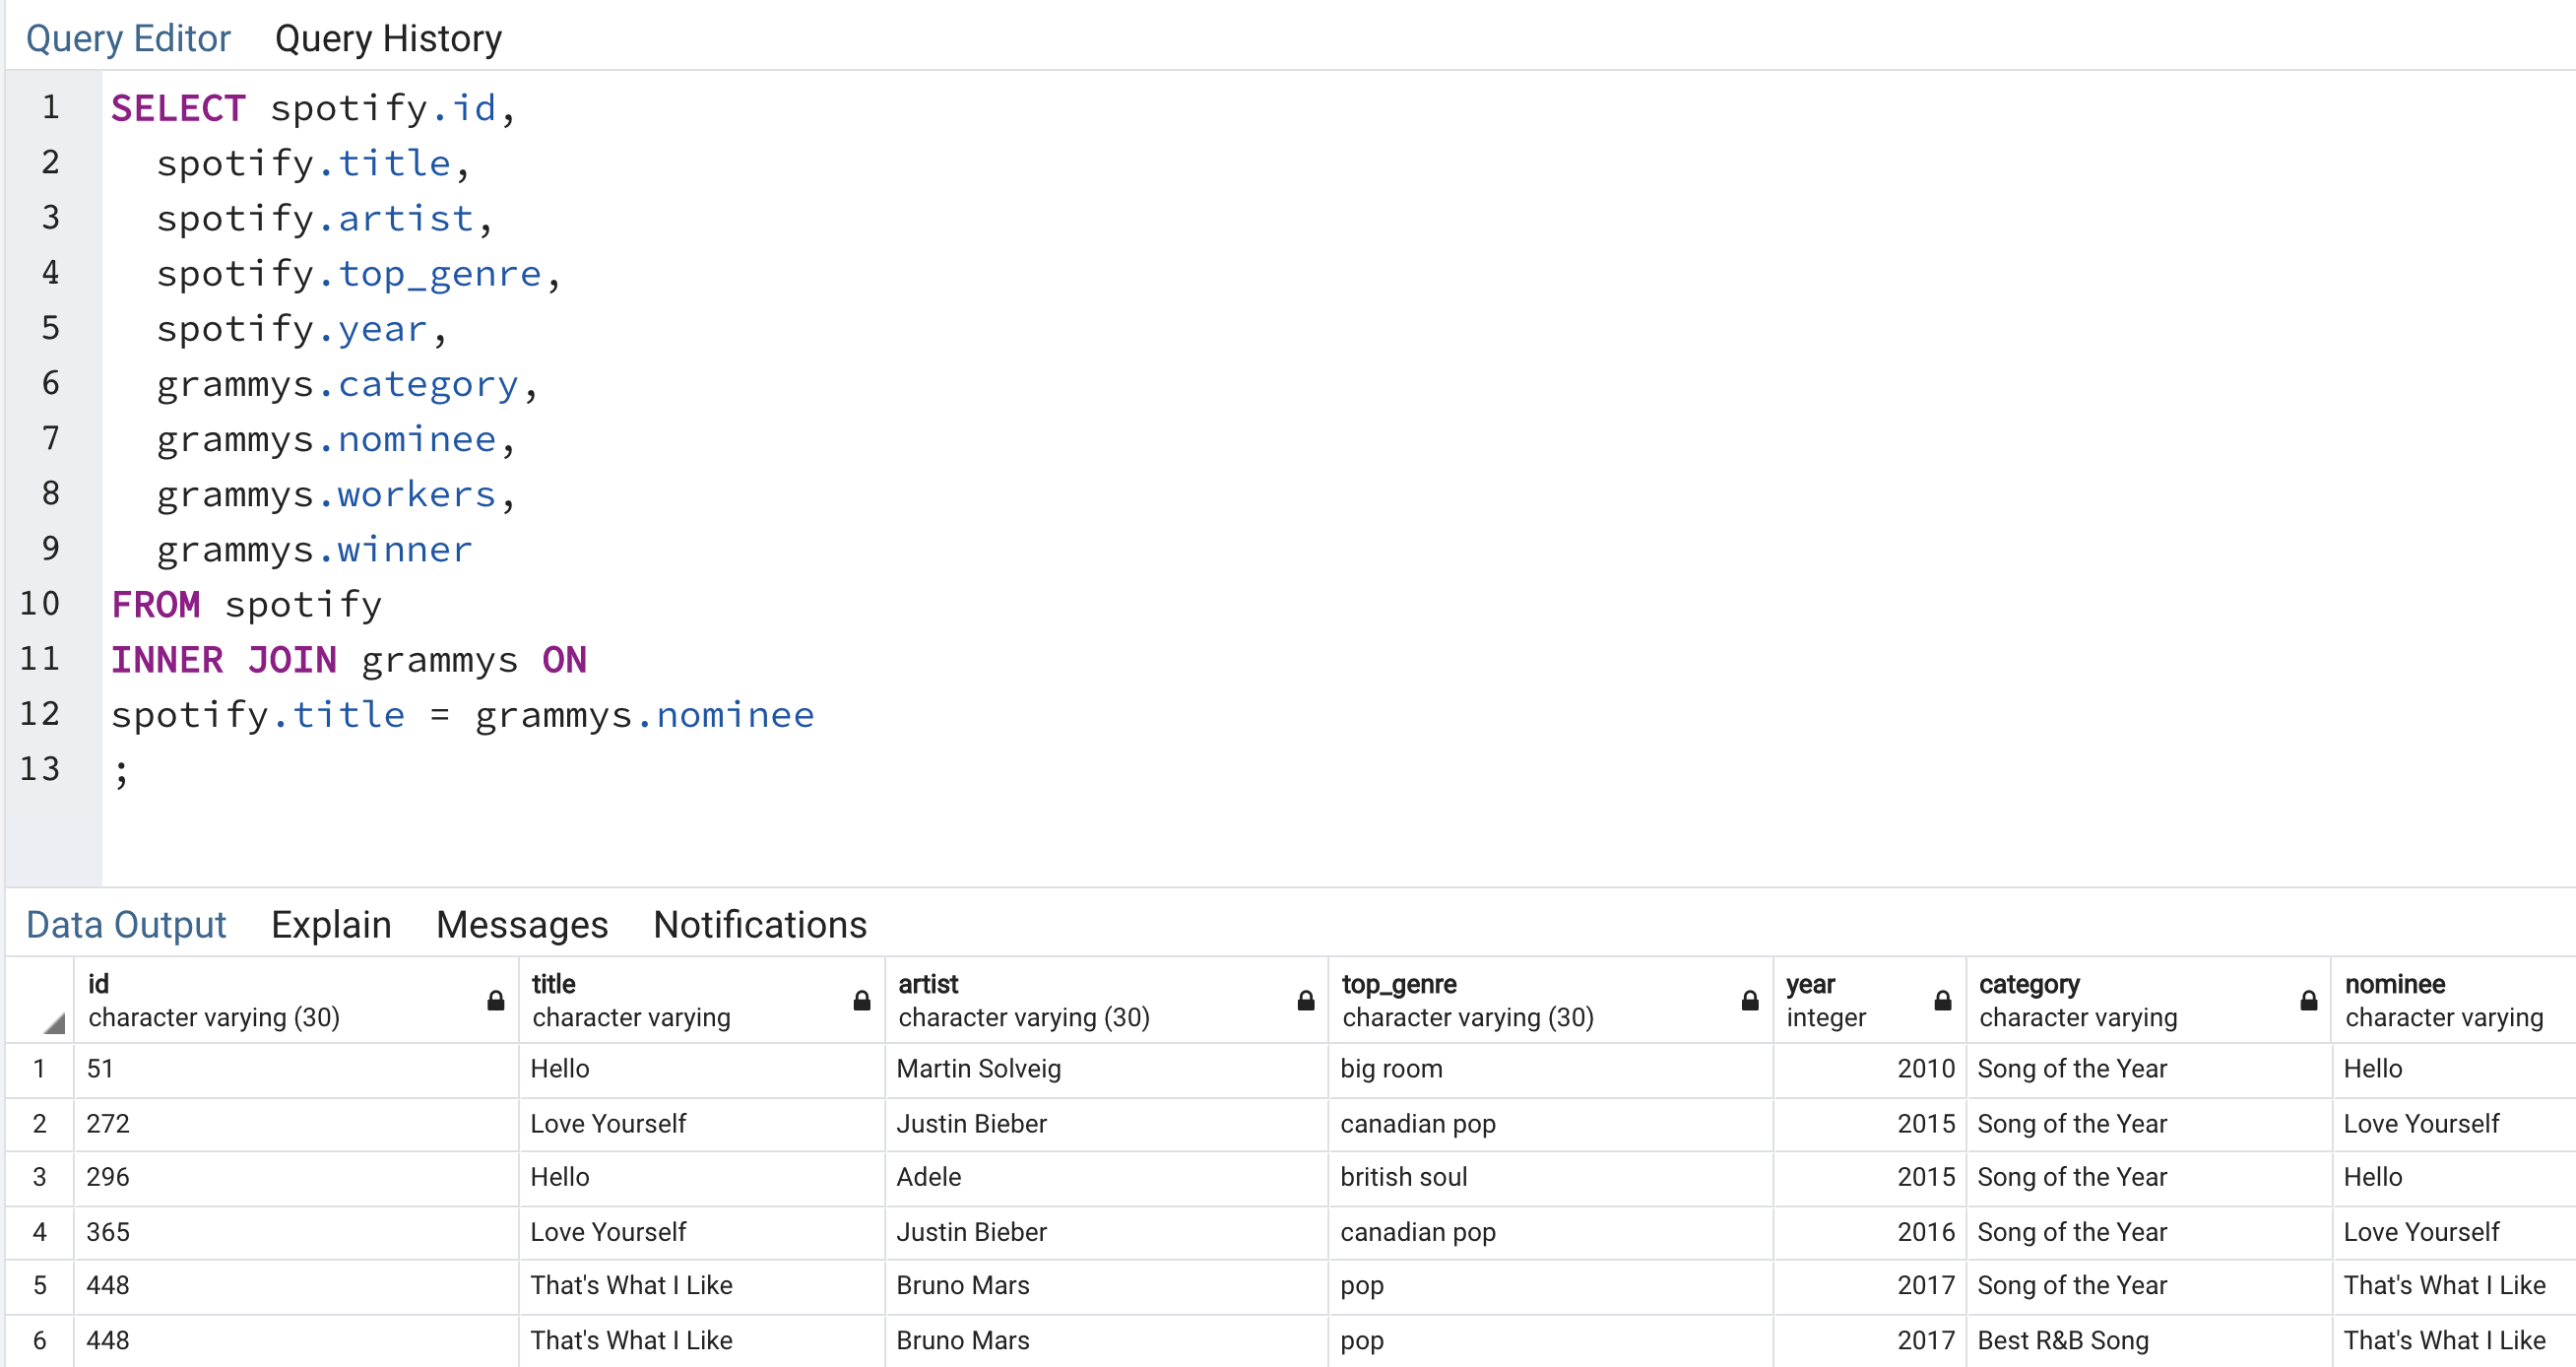 Query Editor Query History
1 SELECT spotify.id,
2 spotify.title,
3 spotify.artist,
4 spotify.top_genre,
5 spotify.year,
6 grammys.category,
7 grammys.nominee,
8 grammys.workers,
9 grammys.winner
10 FROM spotify
11 INNER JOIN grammys ON
12 spotify.title = grammys.nominee
13 ;
Data Output Explain Messages Notifications
id title artist top_genre year category nominee
character varying (30) character varying character varying (30) character varying (30) integer character varying character varying
1 51 Hello Martin Solveig big room 2010 Song of the Year Hello
2 272 Love Yourself Justin Bieber canadian pop 2015 Song of the Year Love Yourself
3 296 Hello Adele british soul 2015 Song of the Year Hello
4 365 Love Yourself Justin Bieber canadian pop 2016 Song of the Year Love Yourself
5 448 That's What I Like Bruno Mars pop 2017 Song of the Year That's What I Like
6 448 That's What I Like Bruno Mars pop 2017 Best R&B Song That's What I Like